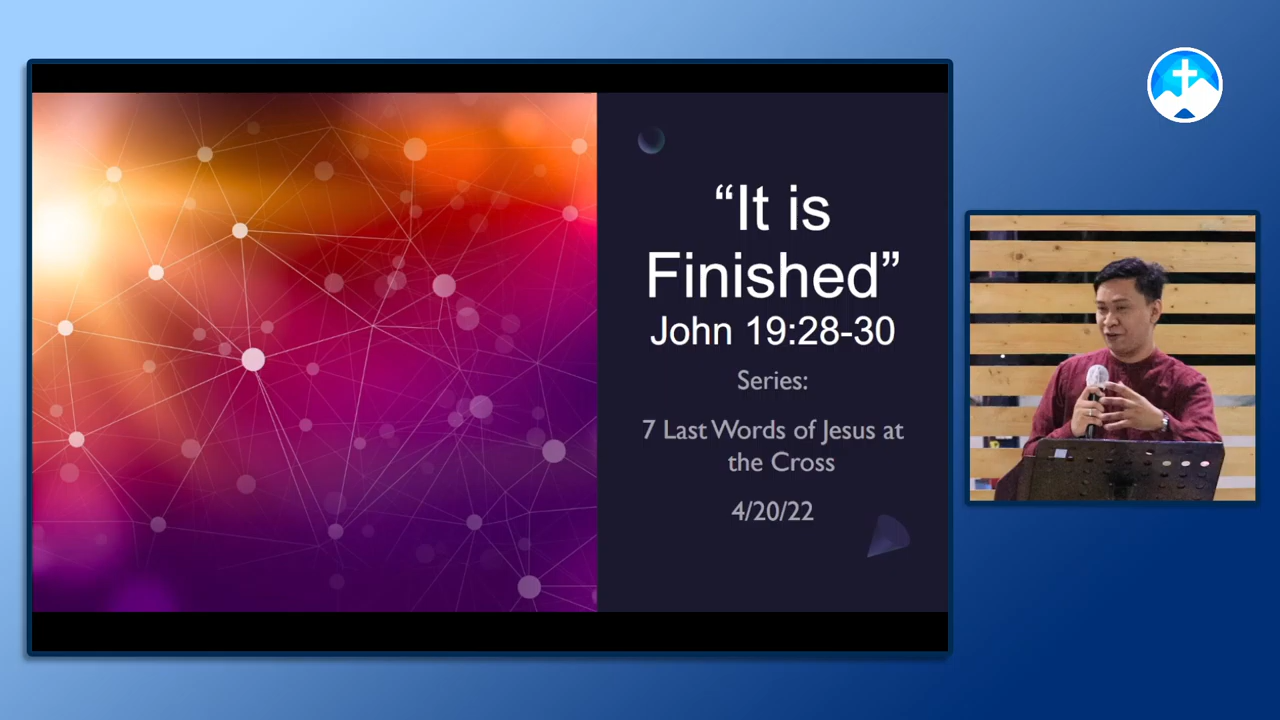 “It is
Finished”
John 19:28-30
Series:
7 Last Words of Jesus at
the Cross
4/20/22